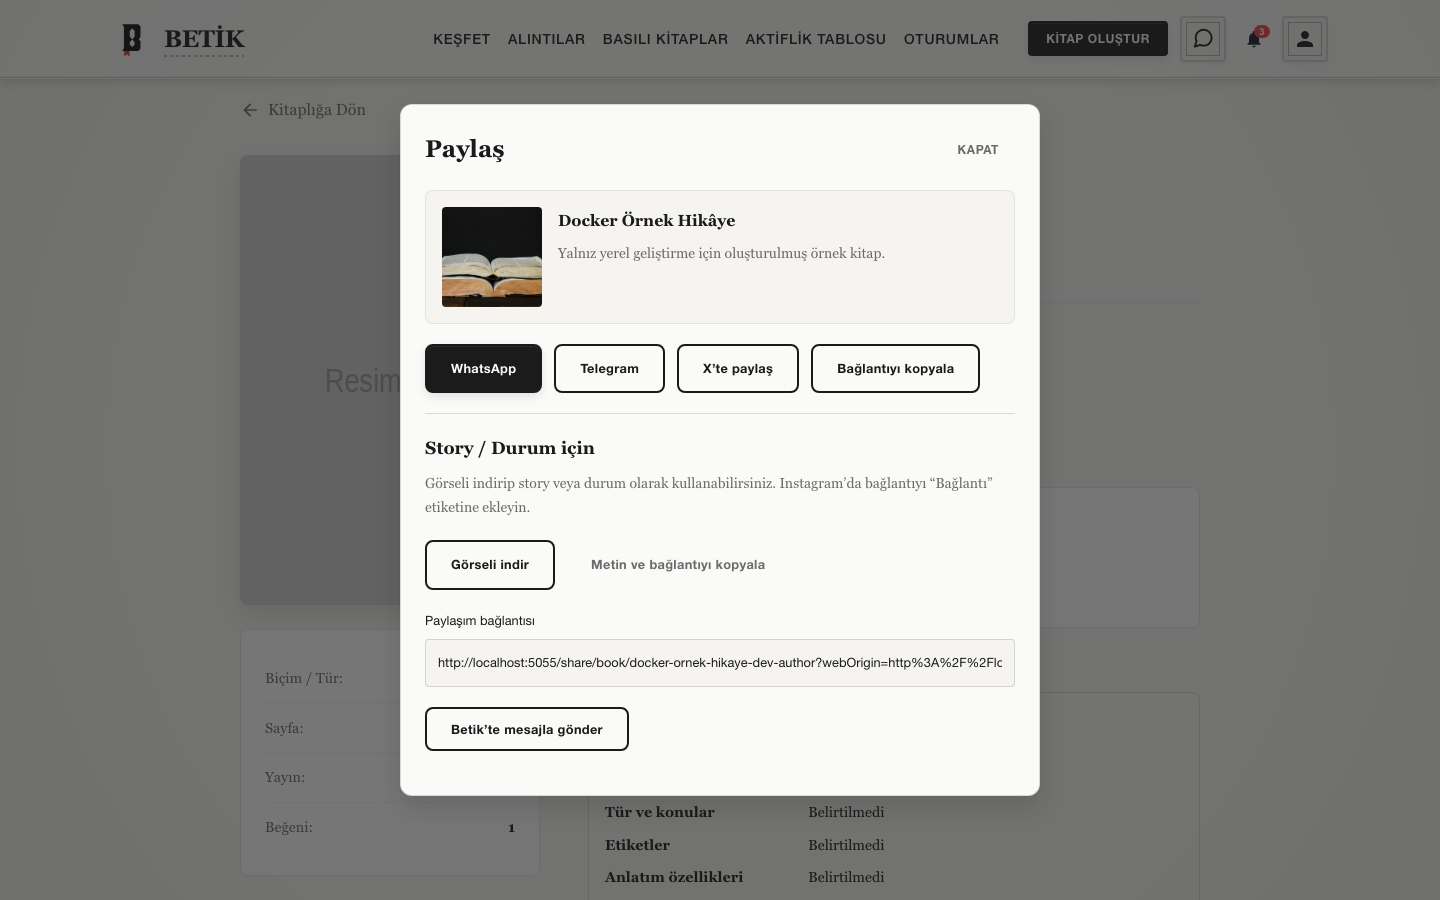 BETİK
KEŞFET
ALINTILAR
BASILI KİTAPLAR
AKTİFLİK TABLOSU
OTURUMLAR
KİTAP OLUŞTUR
3
Kitaplığa Dön
Paylaş
KAPAT
Docker Örnek Hikâye
Yalnız yerel geliştirme için oluşturulmuş örnek kitap.
WhatsApp
Telegram
X’te paylaş
Bağlantıyı kopyala
Story / Durum için
Görseli indirip story veya durum olarak kullanabilirsiniz. Instagram’da bağlantıyı “Bağlantı”
etiketine ekleyin.
Görseli indir
Metin ve bağlantıyı kopyala
Paylaşım bağlantısı
http://localhost:5055/share/book/docker-ornek-hikaye-dev-author?webOrigin=http%3A%2F%2Flo
Betik’te mesajla gönder
Resim
Biçim / Tür:
Sayfa:
Yayın:
Beğeni:
1
Tür ve konular
Belirtilmedi
Etiketler
Belirtilmedi
Anlatım özellikleri
Belirtilmedi